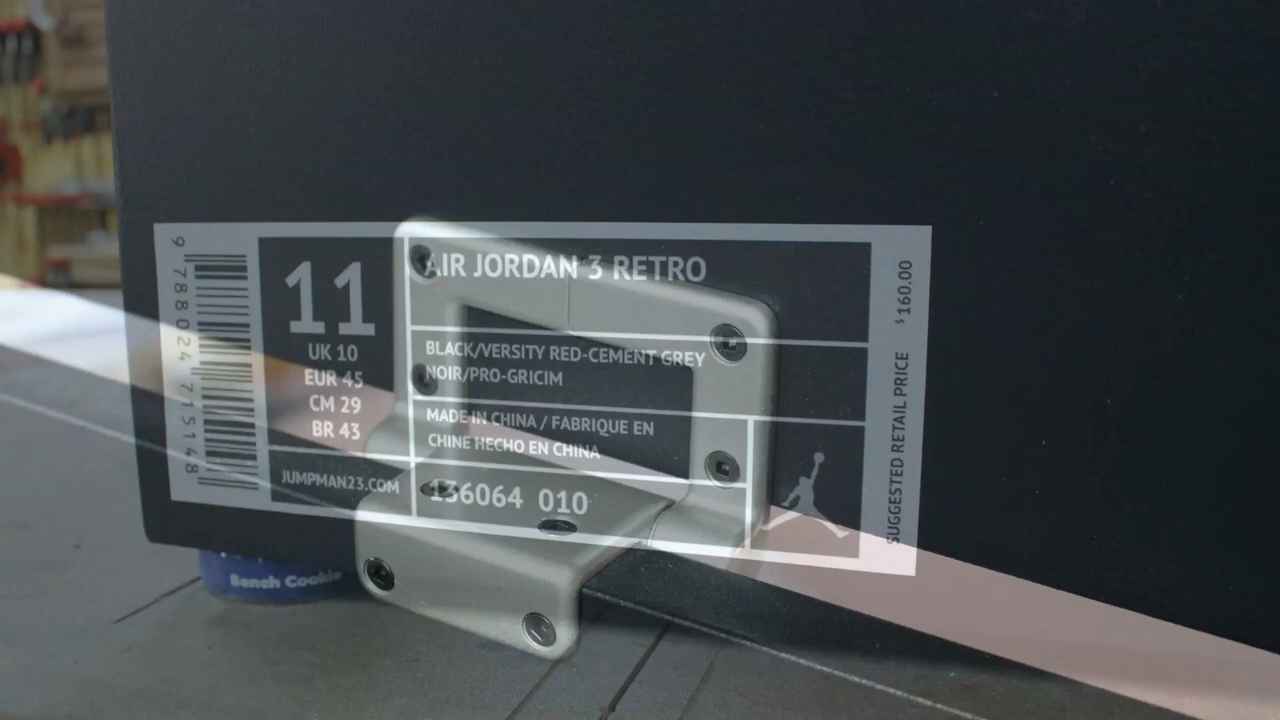 9 788024 715148
11
UK 10
EUR 45
CM 29
BR 43
JUMPMAN23.COM
AIR JORDAN 3 RETRO
BLACK/VERSITY RED-CEMENT GREY
NOIR/PRO-GRICIM
MADE IN CHINA / FABRIQUE EN
CHINE HECHO EN CHINA
136064 010
SUGGESTED RETAIL PRICE $160.00
Bench Cookie